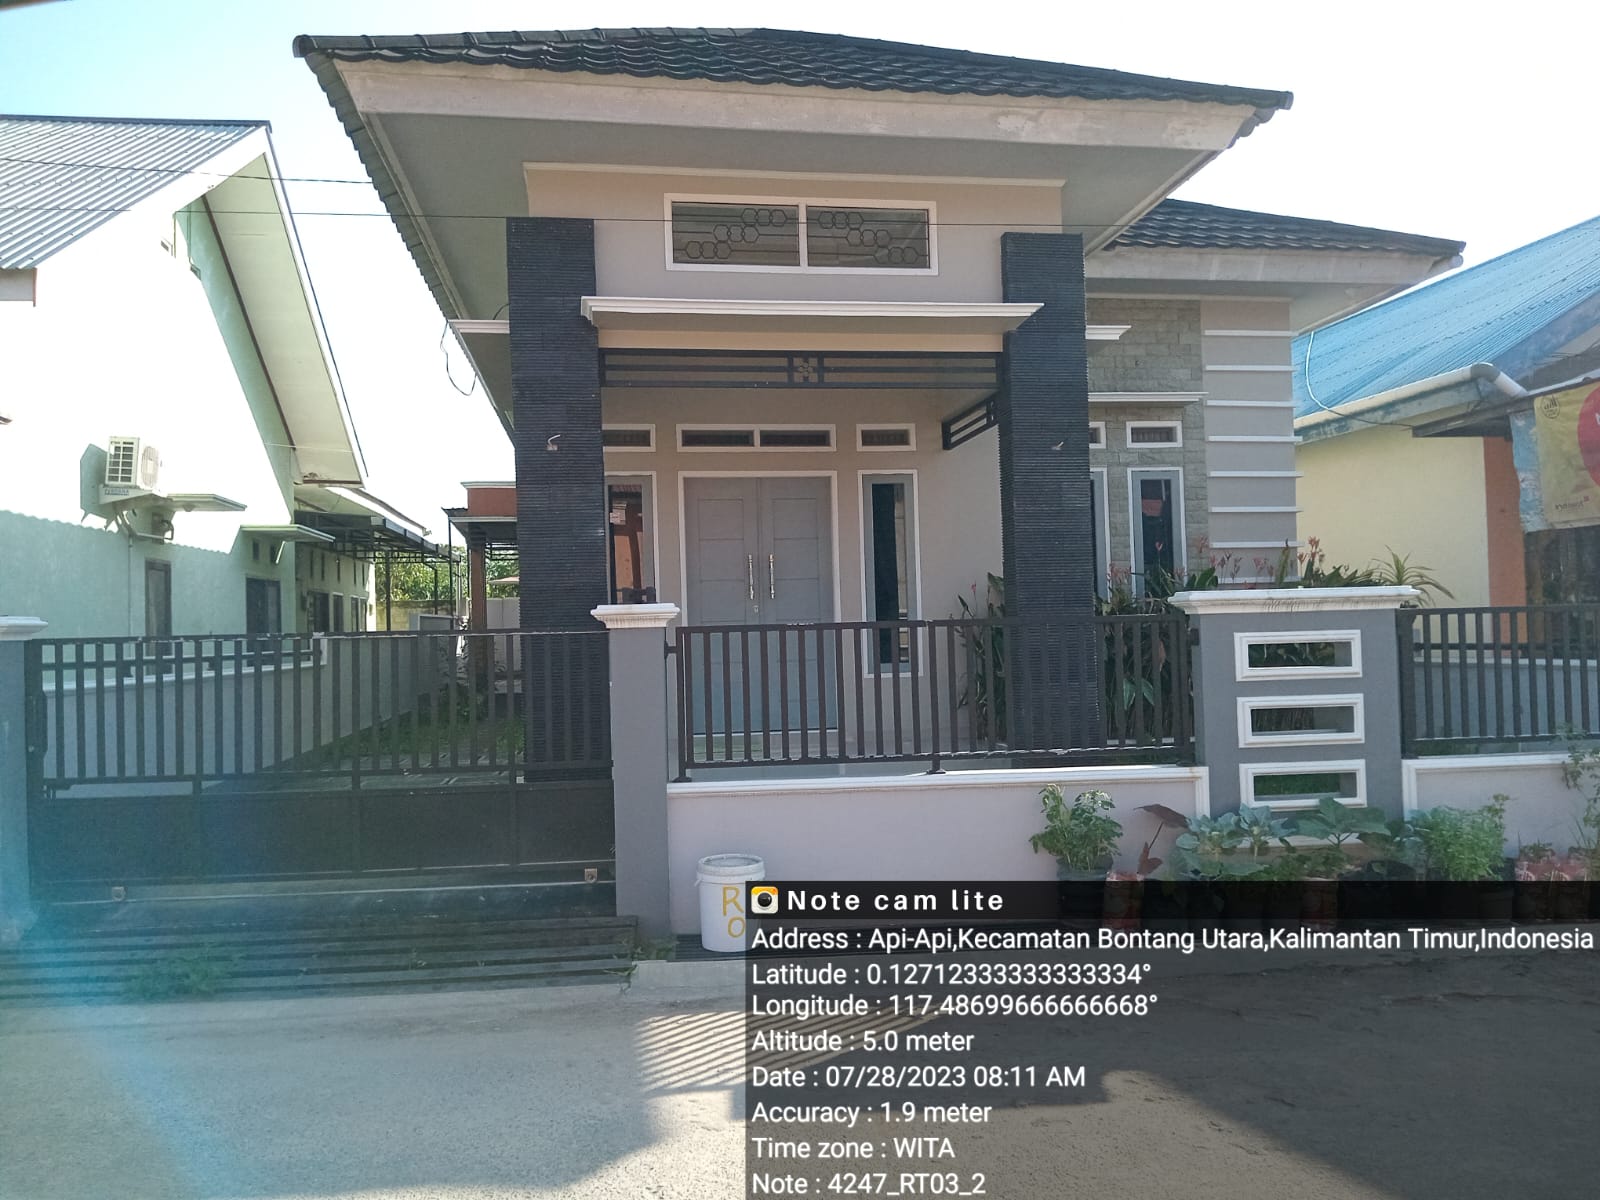 R
O
Note cam lite
Address : Api-Api,Kecamatan Bontang Utara,Kalimantan Timur,Indonesia
Latitude : 0.12712333333333334°
Longitude : 117.48699666666668°
Altitude : 5.0 meter
Date : 07/28/2023 08:11 AM
Accuracy : 1.9 meter
Time zone : WITA
Note : 4247_RT03_2